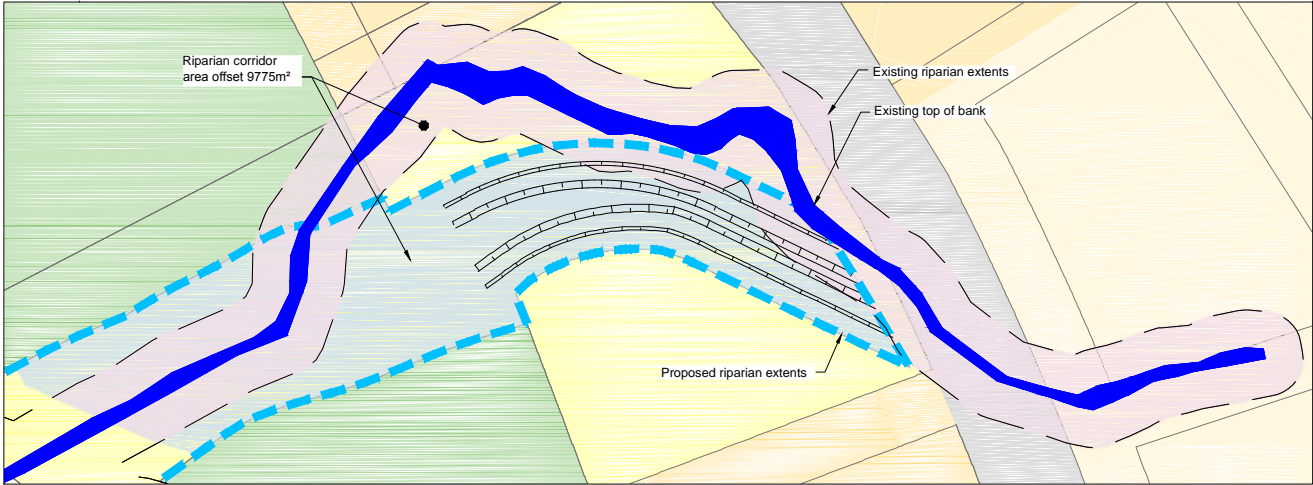 Riparian corridor
area offset 9775m²
Existing riparian extents
Existing top of bank
Proposed riparian extents